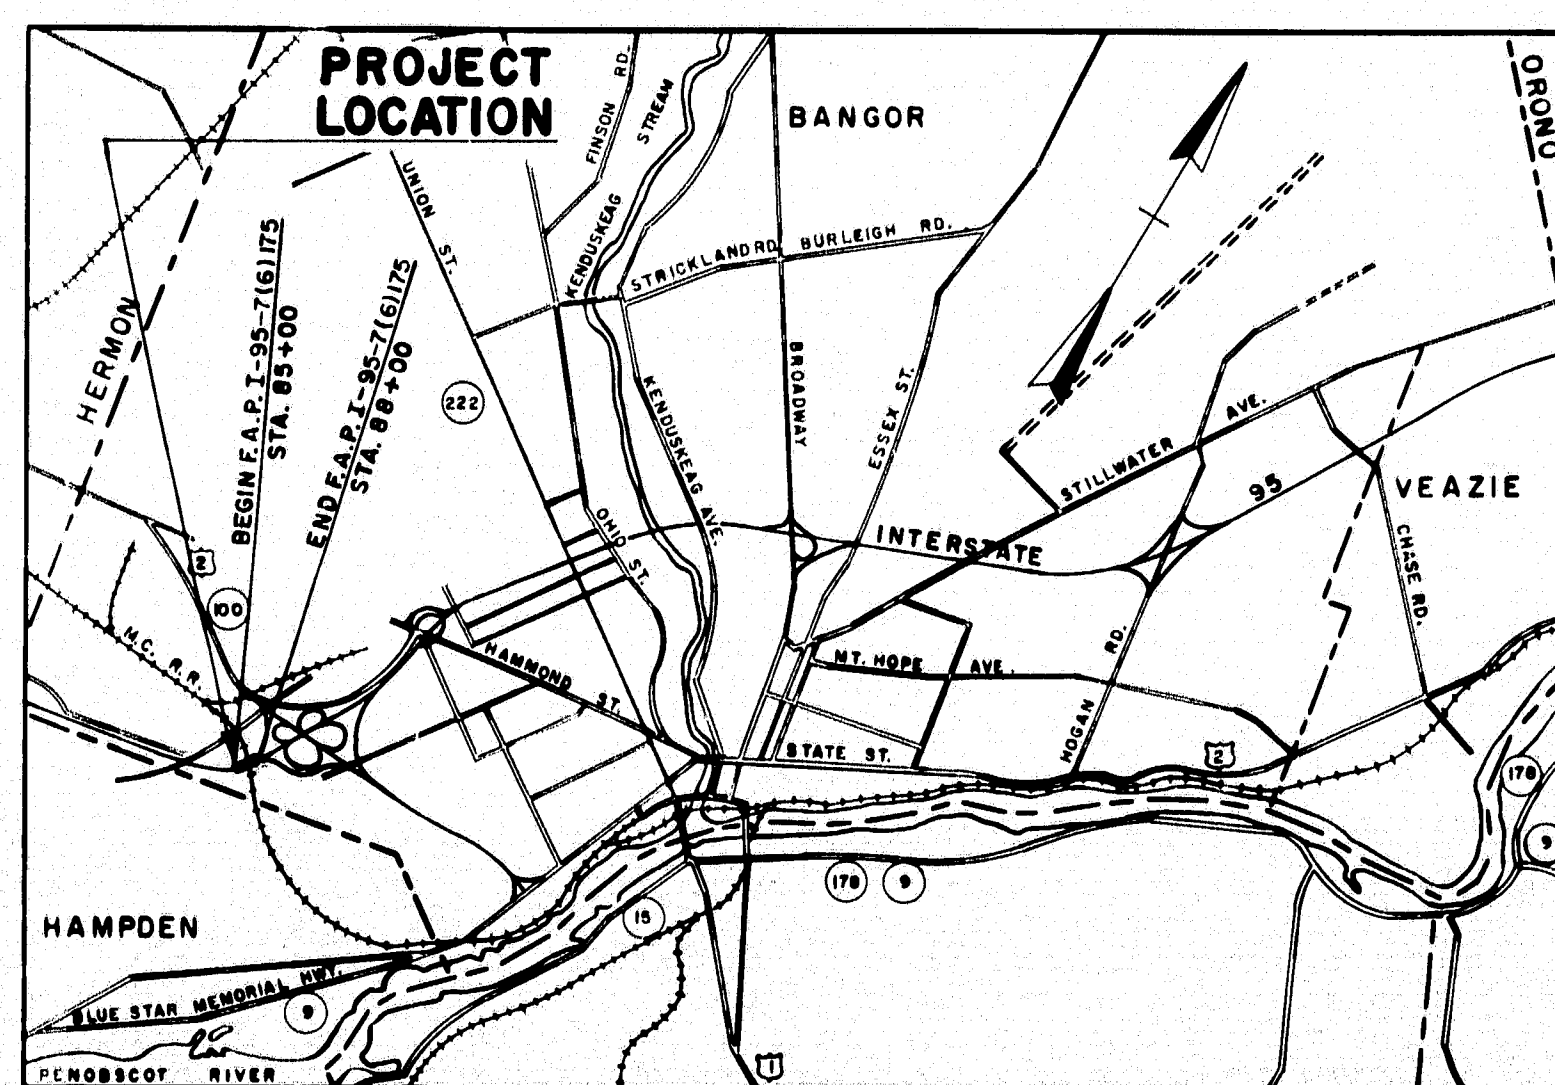 PROJECT
LOCATION
FINSON RD.
KENDUSKEAG STREAM
BANGOR
ORONO
UNION ST.
STRICKLAND RD.
BURLEIGH RD.
HERMON
BEGIN F.A.P. I-95-7(6)175
STA. 85+00
END F.A.P. I-95-7(6)175
STA. 88+00
222
BROADWAY
KENDUSKEAG AVE.
ESSEX ST.
STILLWATER AVE.
95
VEAZIE
OHIO ST.
INTERSTATE
CHASE RD.
2
100
M.C. R.R.
HAMMOND ST.
MT. HOPE AVE.
HOGAN RD.
STATE ST.
2
178
9
178
9
15
HAMPDEN
BLUE STAR MEMORIAL HWY.
9
PENOBSCOT RIVER
1